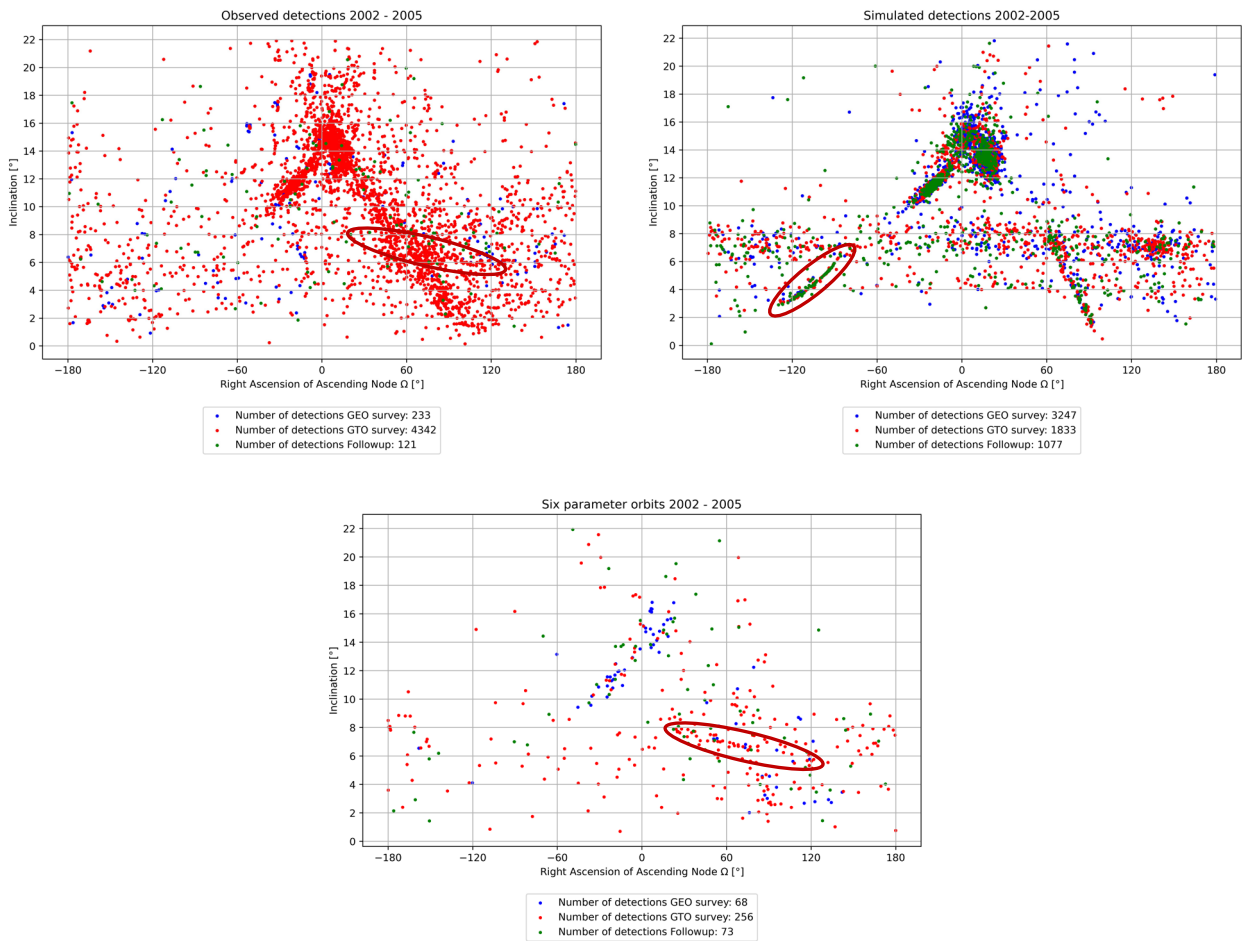 Observed detections 2002 - 2005
22
20
18
16
14
12
10
8
6
4
2
0
Inclination [°]
−180 −120 −60 0 60 120 180
Right Ascension of Ascending Node Ω [°]
Number of detections GEO survey: 233
Number of detections GTO survey: 4342
Number of detections Followup: 121
Simulated detections 2002-2005
22
20
18
16
14
12
10
8
6
4
2
0
Inclination [°]
−180 −120 −60 0 60 120 180
Right Ascension of Ascending Node Ω [°]
Number of detections GEO survey: 3247
Number of detections GTO survey: 1833
Number of detections Followup: 1077
Six parameter orbits 2002 - 2005
22
20
18
16
14
12
10
8
6
4
2
0
Inclination [°]
−180 −120 −60 0 60 120 180
Right Ascension of Ascending Node Ω [°]
Number of detections GEO survey: 68
Number of detections GTO survey: 256
Number of detections Followup: 73